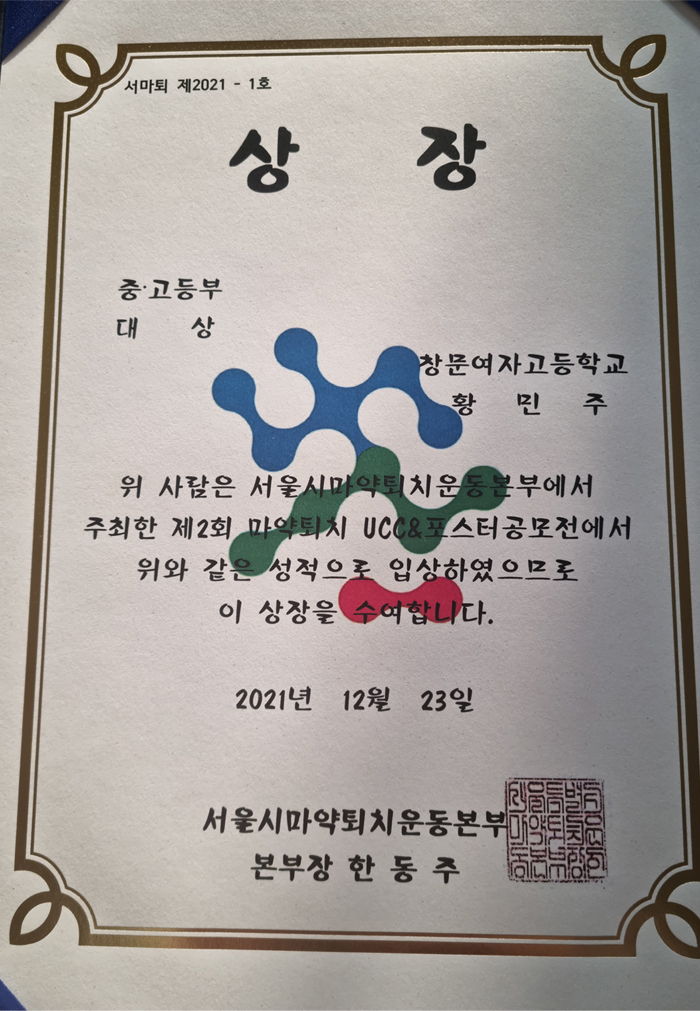 서마퇴 제2021 - 1호
상 장
중·고등부
대 상
창문여자고등학교
황 민 주
위 사람은 서울시마약퇴치운동본부에서
주최한 제2회 마약퇴치 UCC&포스터공모전에서
위와 같은 성적으로 입상하였으므로
이 상장을 수여합니다.
2021년 12월 23일
서울시마약퇴치운동본부
본부장 한 동 주